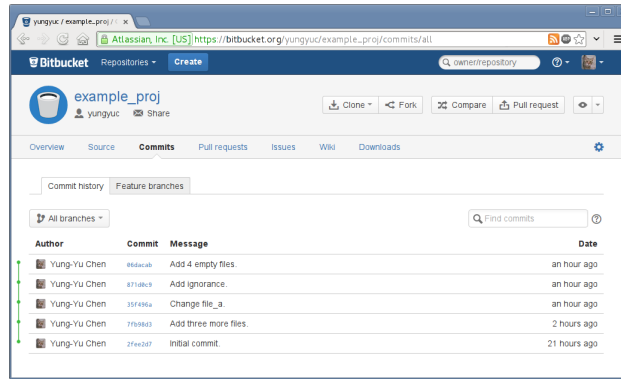 yungyuc / example_proj / C
Atlassian, Inc. [US] https://bitbucket.org/yungyuc/example_proj/commits/all
Bitbucket Repositories Create owner/repository
example_proj
yungyuc Share
Clone Fork Compare Pull request
Overview Source Commits Pull requests Issues Wiki Downloads
Commit history Feature branches
All branches Find commits
Author Commit Message Date
Yung-Yu Chen 06dacab Add 4 empty files. an hour ago
Yung-Yu Chen 871d0c9 Add ignorance. an hour ago
Yung-Yu Chen 35f496a Change file_a. an hour ago
Yung-Yu Chen 7fb98d3 Add three more files. 2 hours ago
Yung-Yu Chen 2fee2d7 Initial commit. 21 hours ago